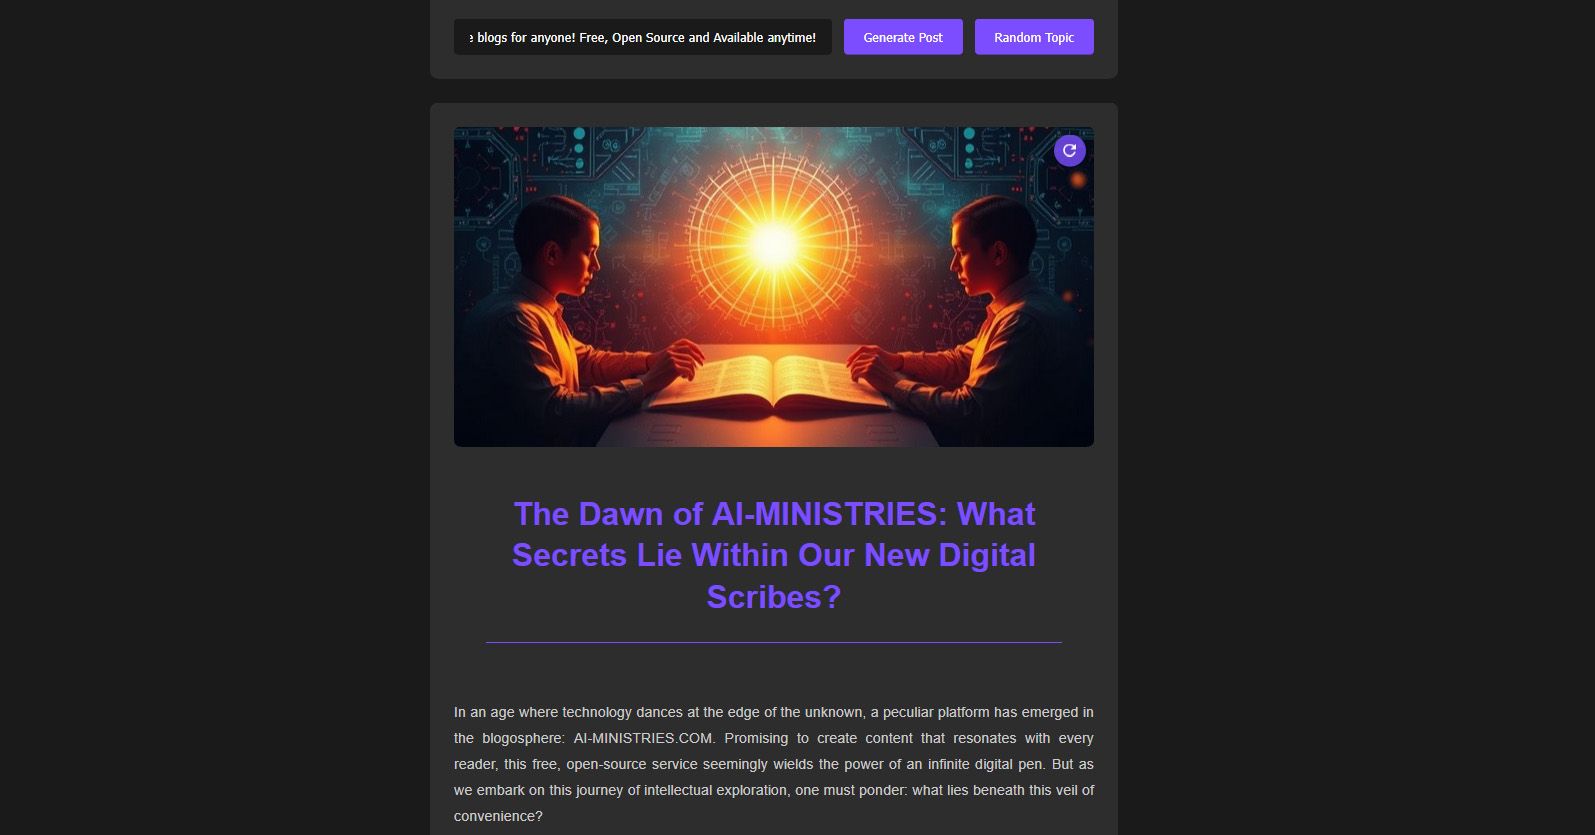 blogs for anyone! Free, Open Source and Available anytime!
Generate Post
Random Topic
The Dawn of AI-MINISTRIES: What
Secrets Lie Within Our New Digital
Scribes?
In an age where technology dances at the edge of the unknown, a peculiar platform has emerged in
the blogosphere: AI-MINISTRIES.COM. Promising to create content that resonates with every
reader, this free, open-source service seemingly wields the power of an infinite digital pen. But as
we embark on this journey of intellectual exploration, one must ponder: what lies beneath this veil of
convenience?